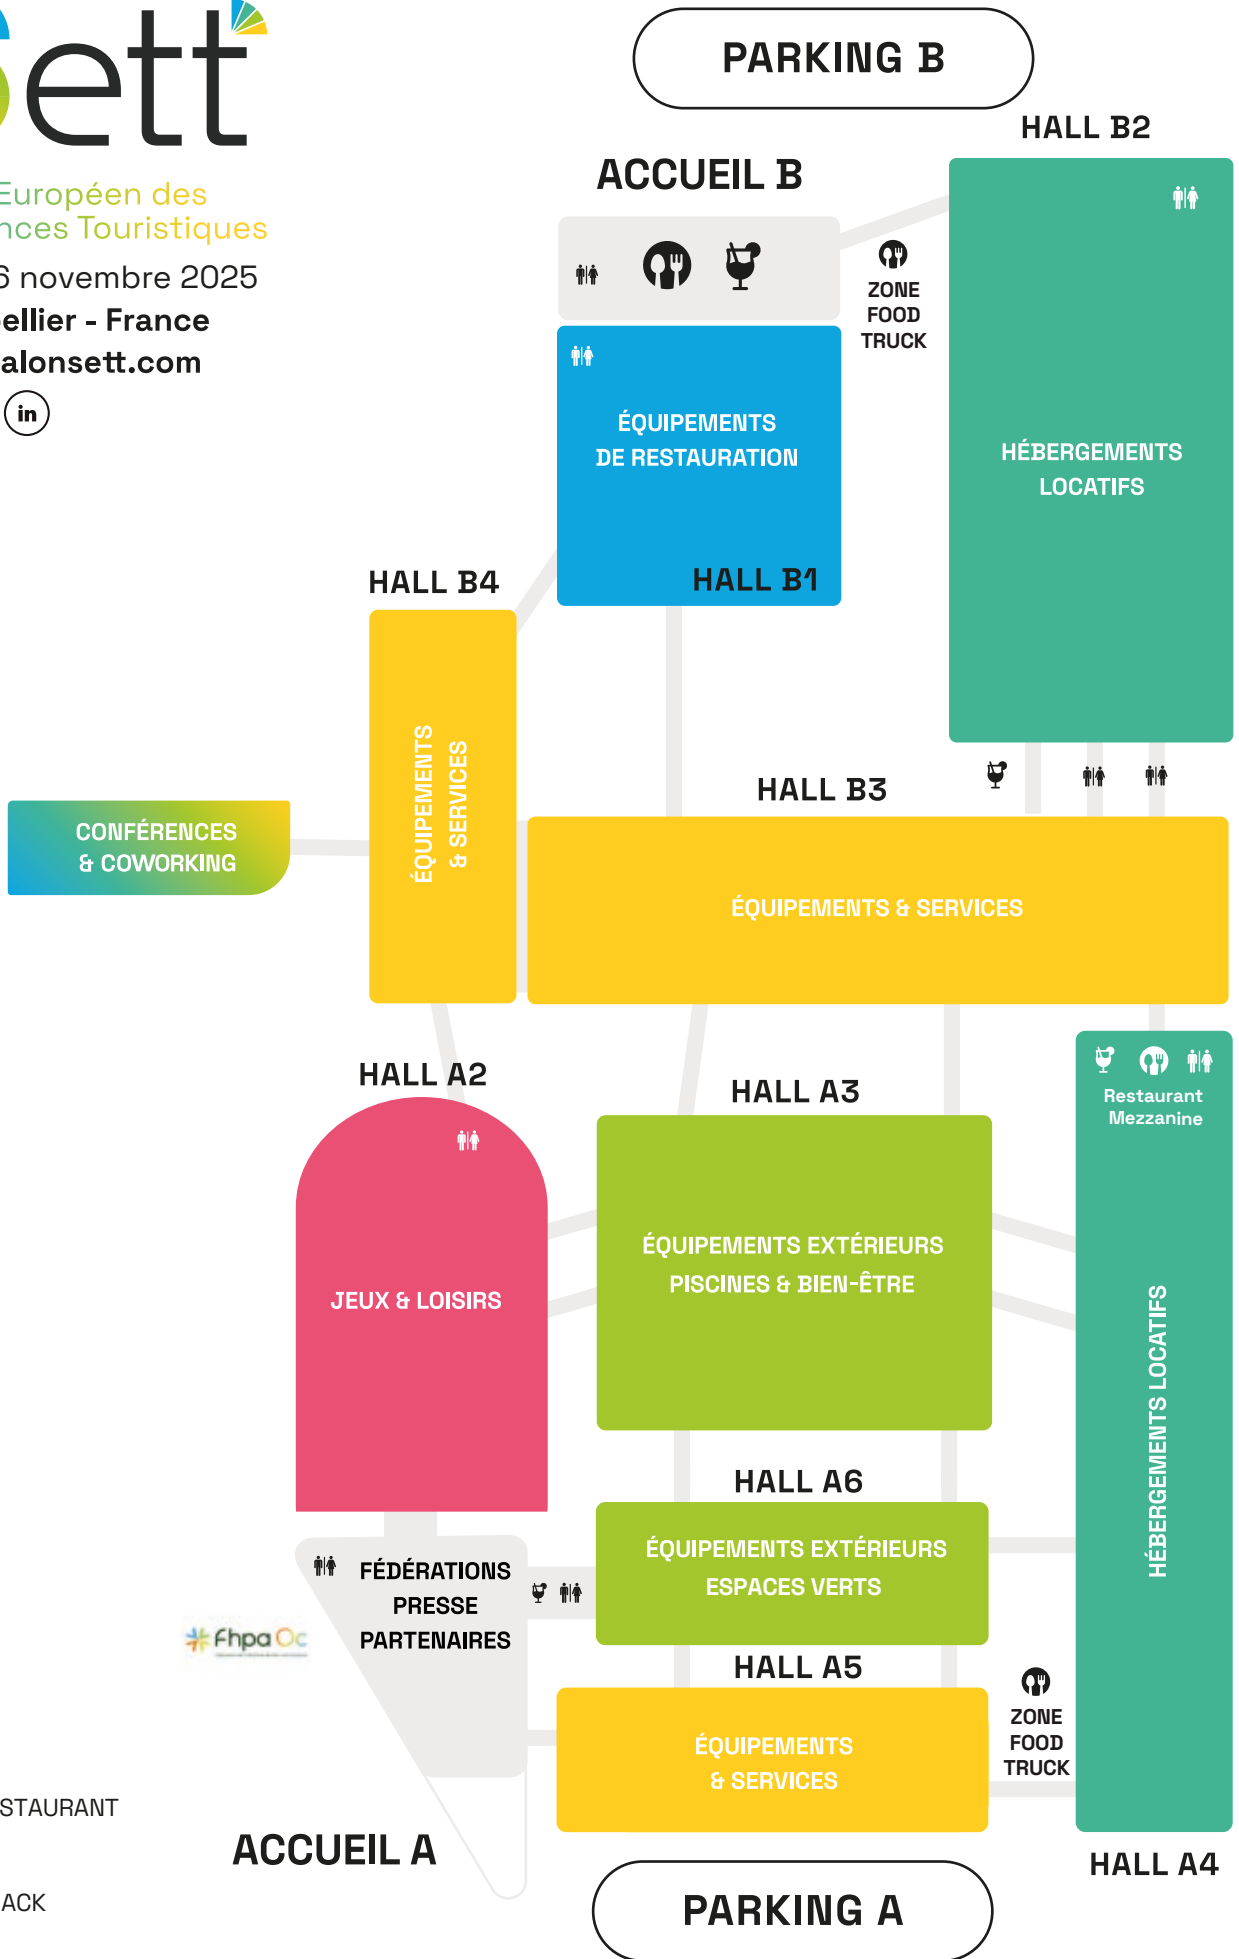 Sett
Européen des
nces Touristiques
6 novembre 2025
ellier - France
alonsett.com
in
PARKING B
HALL B2
ACCUEIL B
ZONE
FOOD
TRUCK
ÉQUIPEMENTS
DE RESTAURATION
HALL B1
HÉBERGEMENTS
LOCATIFS
HALL B4
ÉQUIPEMENTS
& SERVICES
HALL B3
CONFÉRENCES
& COWORKING
ÉQUIPEMENTS & SERVICES
HALL A2
HALL A3
Restaurant
Mezzanine
JEUX & LOISIRS
ÉQUIPEMENTS EXTÉRIEURS
PISCINES & BIEN-ÊTRE
HÉBERGEMENTS LOCATIFS
HALL A6
ÉQUIPEMENTS EXTÉRIEURS
ESPACES VERTS
FÉDÉRATIONS
PRESSE
PARTENAIRES
Fhpa Oc
HALL A5
ÉQUIPEMENTS
& SERVICES
ZONE
FOOD
TRUCK
STAURANT
ACCUEIL A
HALL A4
ACK
PARKING A